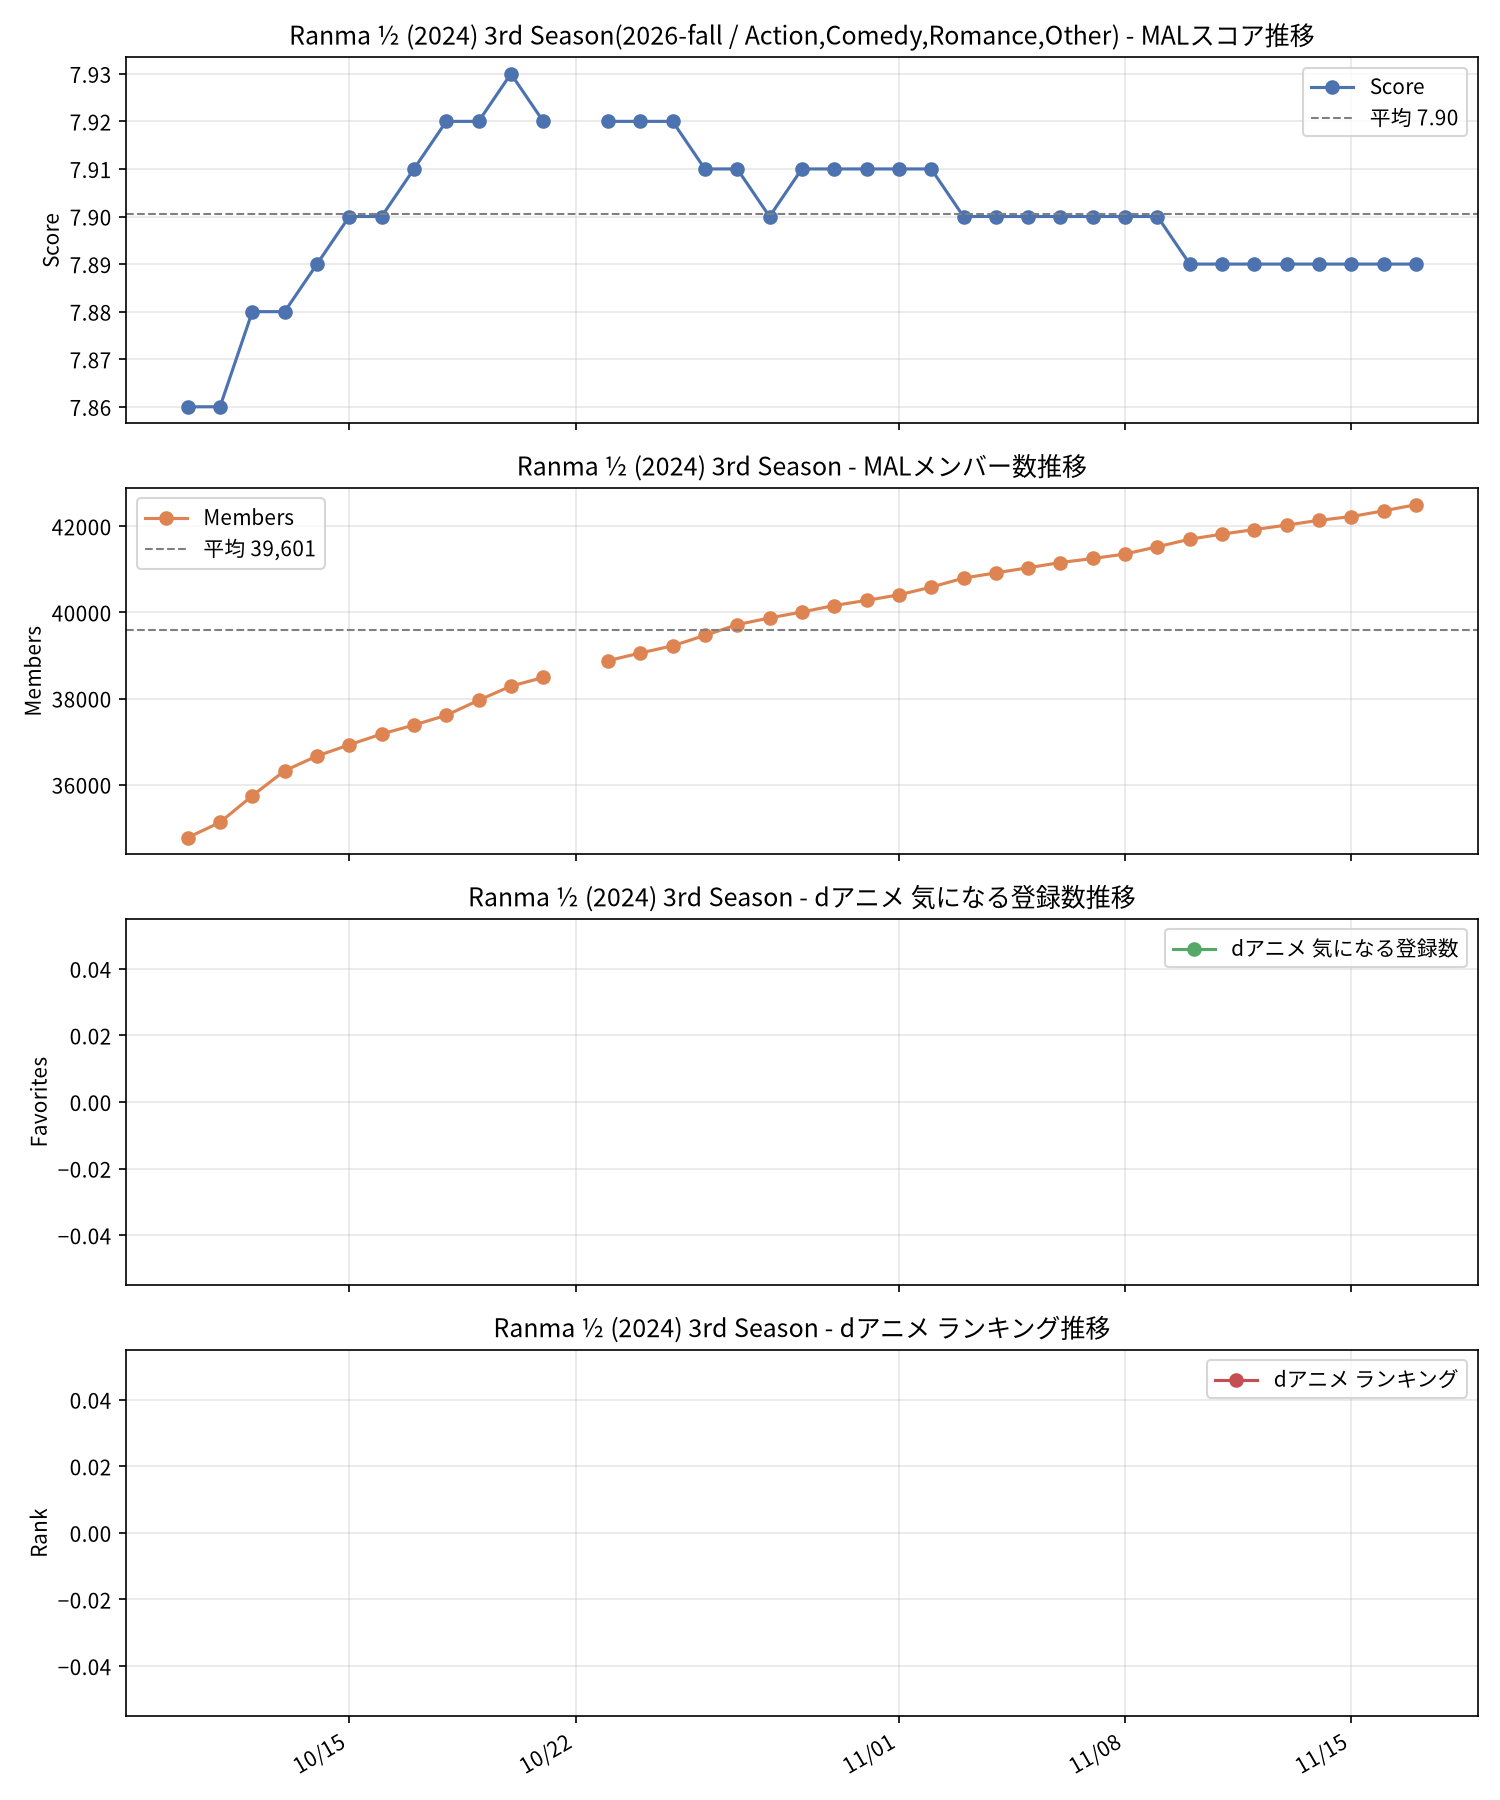 Ranma ½ (2024) 3rd Season(2026-fall / Action,Comedy,Romance,Other) - MALスコア推移
Score
7.93
7.92
7.91
7.90
7.89
7.88
7.87
7.86
Score
平均 7.90
Ranma ½ (2024) 3rd Season - MALメンバー数推移
Members
42000
40000
38000
36000
Members
平均 39,601
Ranma ½ (2024) 3rd Season - dアニメ 気になる登録数推移
Favorites
0.04
0.02
0.00
−0.02
−0.04
dアニメ 気になる登録数
Ranma ½ (2024) 3rd Season - dアニメ ランキング推移
Rank
0.04
0.02
0.00
−0.02
−0.04
dアニメ ランキング
10/15
10/22
11/01
11/08
11/15